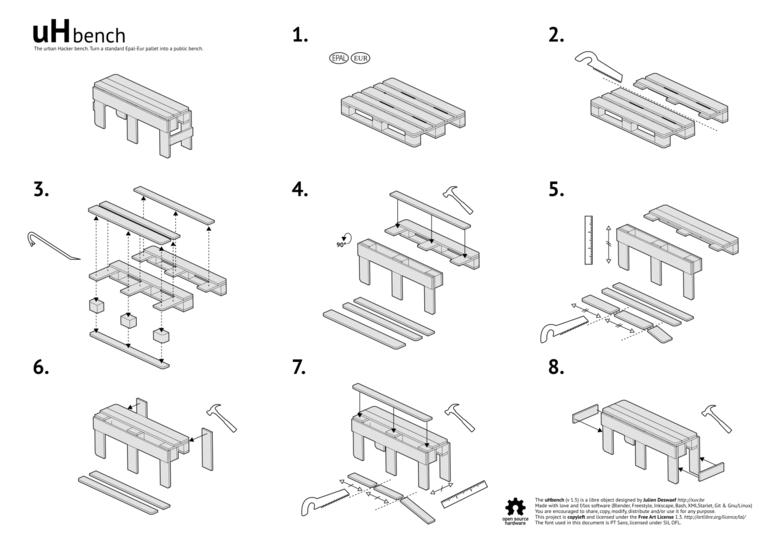 uHbench
The urban Hacker bench. Turn a standard Epal-Eur pallet into a public bench.
1.
EPAL EUR
2.
3.
4.
90°
5.
6.
7.
8.
open source
hardware
The uHbench (v 1.5) is a libre object designed by Julien Deswaef http://xuv.be
Made with love and f/los software (Blender, Freestyle, Inkscape, Bash, XMLStarlet, Git & Gnu/Linux)
You are encouraged to share, copy, modify, distribute and/or use it for any purpose.
This project is copyleft and licensed under the Free Art License 1.3. http://artlibre.org/licence/lal/
The font used in this document is PT Sans, licensed under SIL OFL.